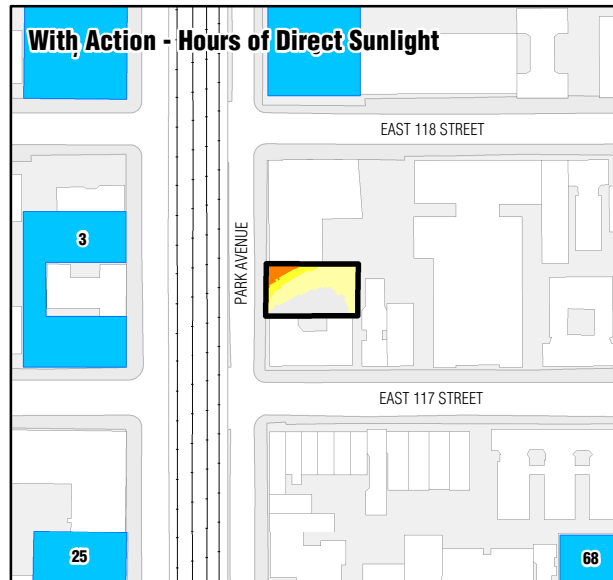 With Action - Hours of Direct Sunlight
EAST 118 STREET
3
PARK AVENUE
EAST 117 STREET
25
68